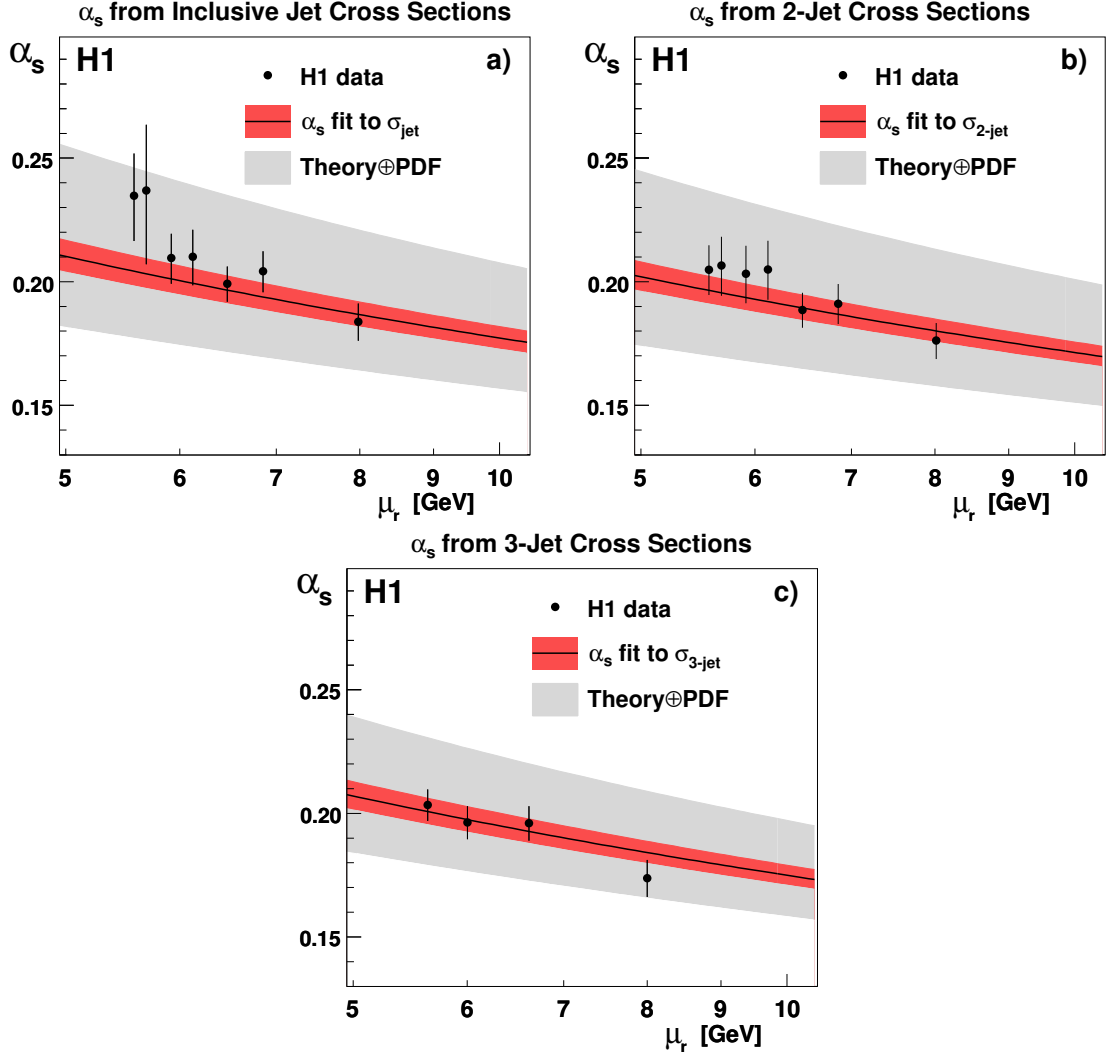 αs from Inclusive Jet Cross Sections
αs
H1
a)
H1 data
αs fit to σjet
Theory⊕PDF
0.25
0.20
0.15
5 6 7 8 9 10
μr [GeV]
αs from 2-Jet Cross Sections
αs
H1
b)
H1 data
αs fit to σ2-jet
Theory⊕PDF
0.25
0.20
0.15
5 6 7 8 9 10
μr [GeV]
αs from 3-Jet Cross Sections
αs
H1
c)
H1 data
αs fit to σ3-jet
Theory⊕PDF
0.25
0.20
0.15
5 6 7 8 9 10
μr [GeV]